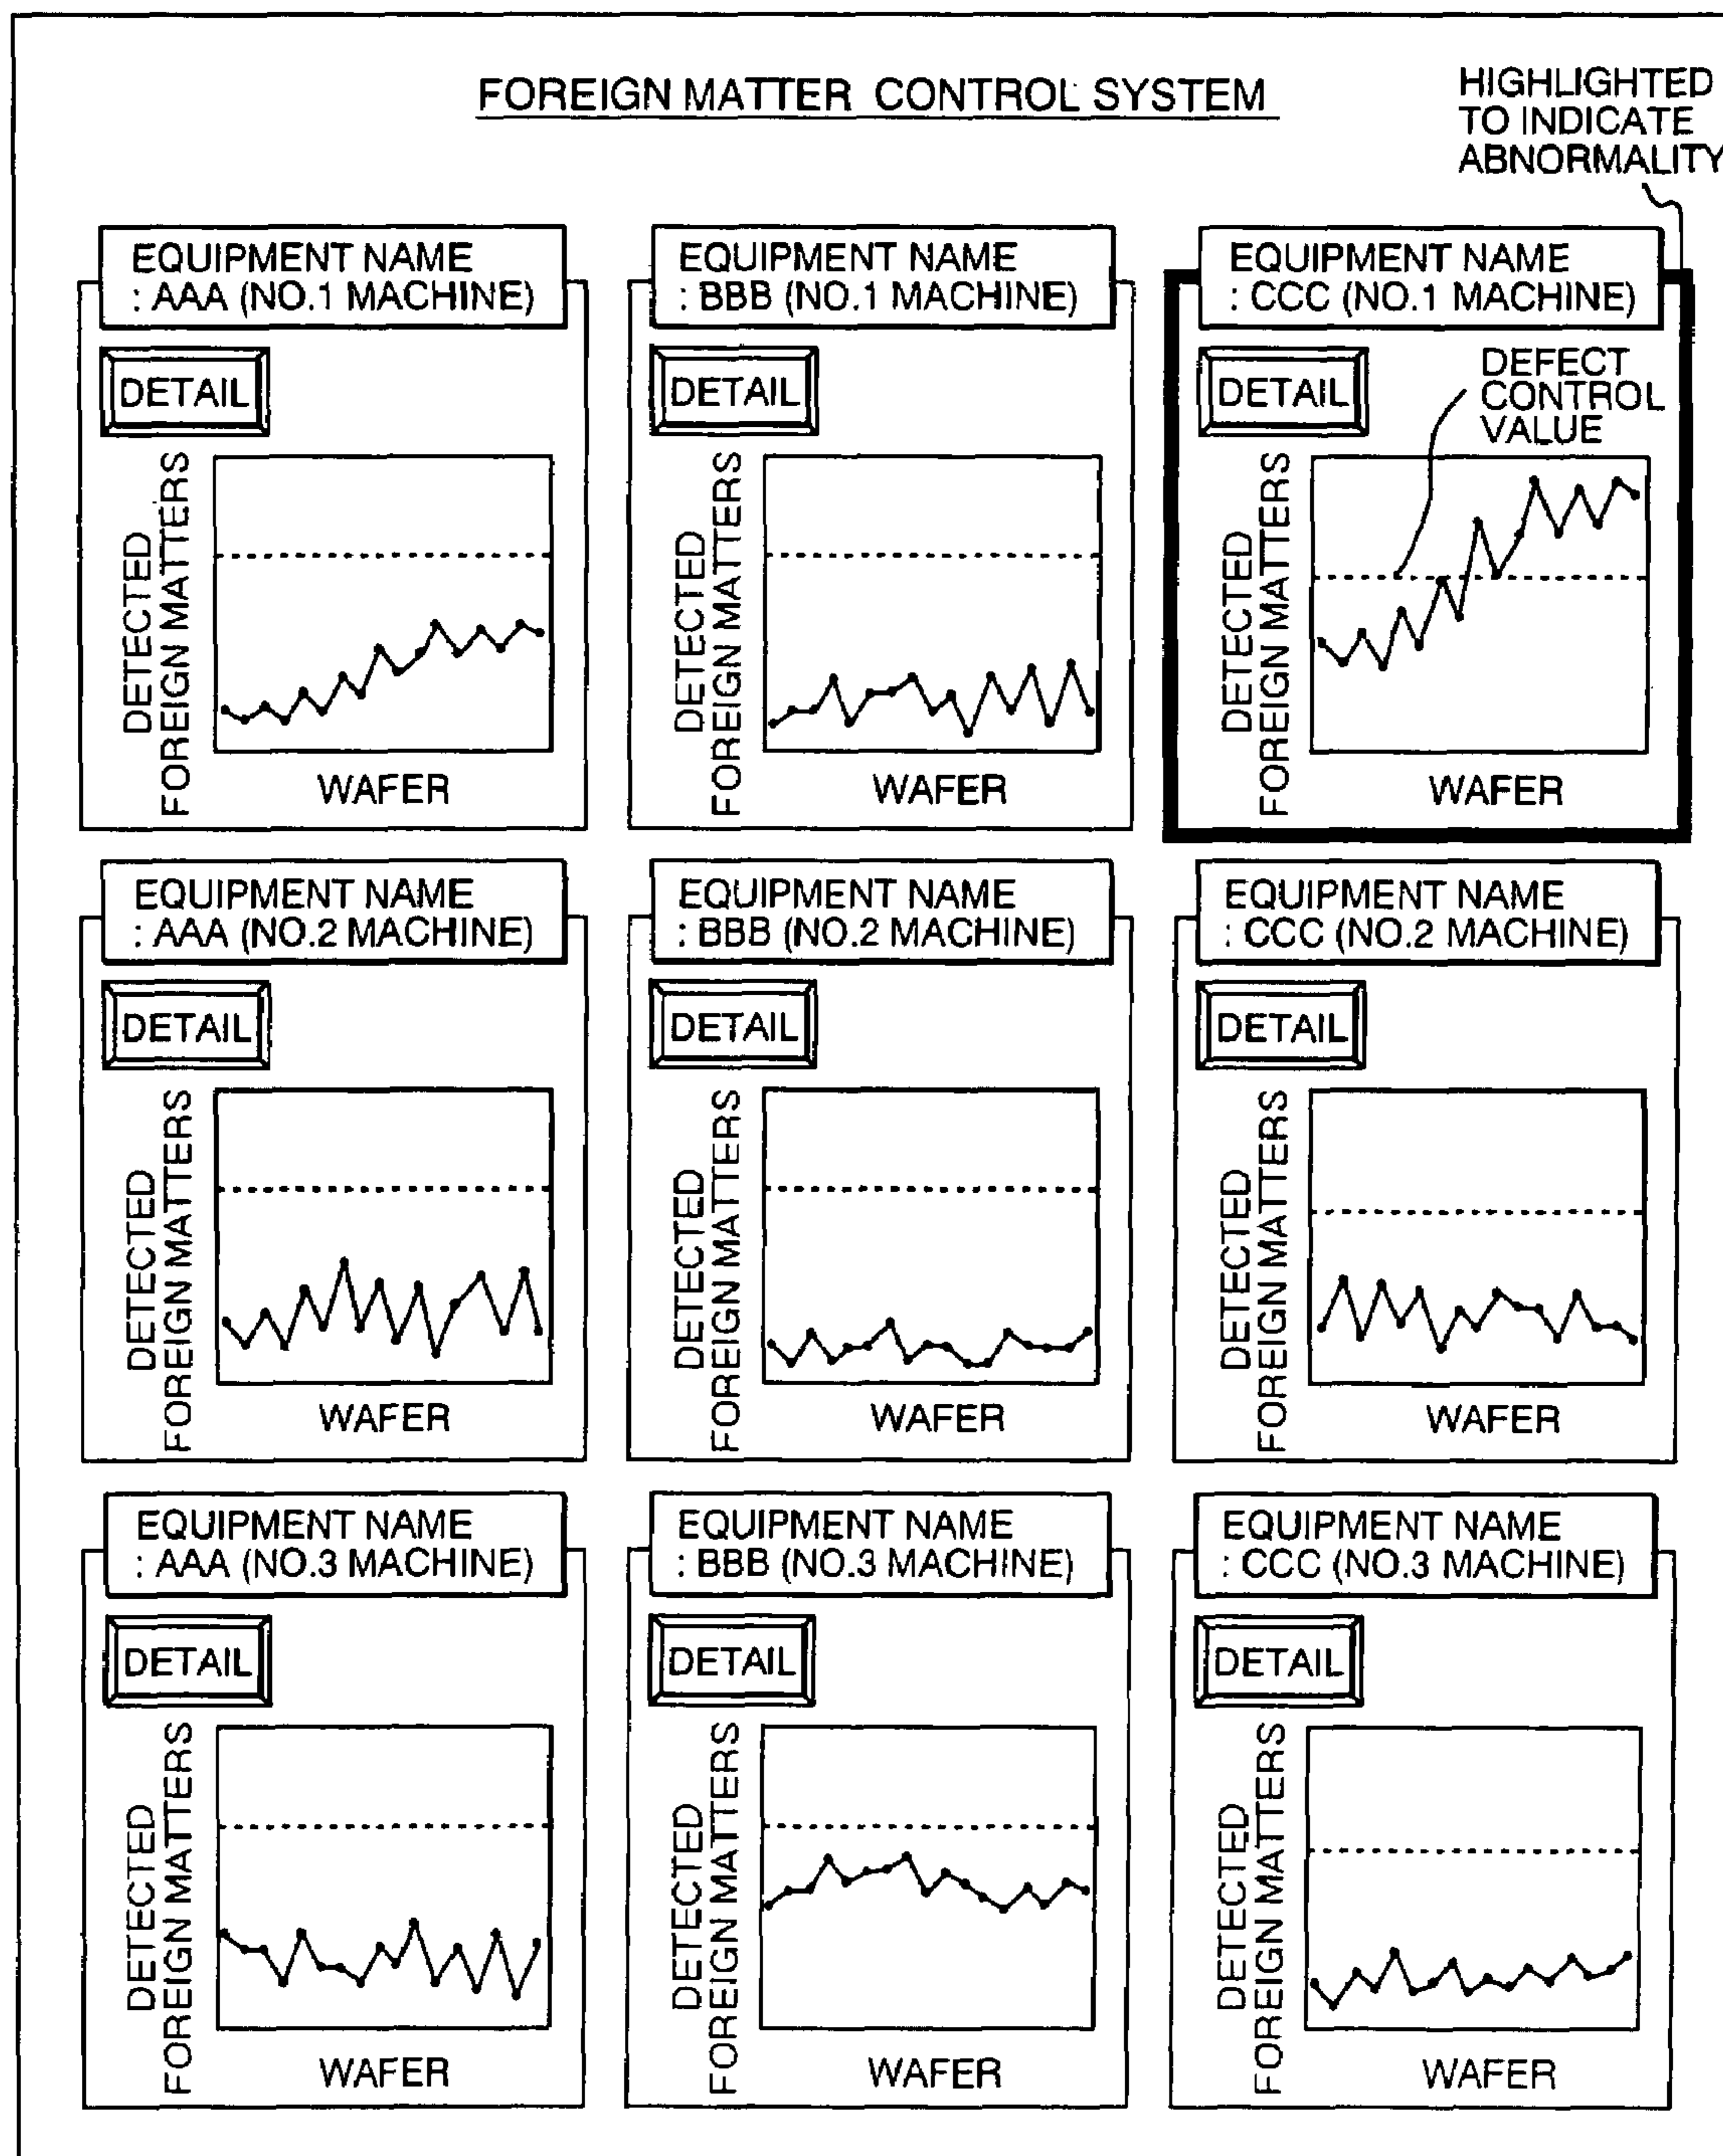 FOREIGN MATTER CONTROL SYSTEM
HIGHLIGHTED
TO INDICATE
ABNORMALITY
EQUIPMENT NAME
: AAA (NO.1 MACHINE)
DETAIL
DETECTED
FOREIGN MATTERS
WAFER
EQUIPMENT NAME
: BBB (NO.1 MACHINE)
DETAIL
DETECTED
FOREIGN MATTERS
WAFER
EQUIPMENT NAME
: CCC (NO.1 MACHINE)
DETAIL
DEFECT
CONTROL
VALUE
DETECTED
FOREIGN MATTERS
WAFER
EQUIPMENT NAME
: AAA (NO.2 MACHINE)
DETAIL
DETECTED
FOREIGN MATTERS
WAFER
EQUIPMENT NAME
: BBB (NO.2 MACHINE)
DETAIL
DETECTED
FOREIGN MATTERS
WAFER
EQUIPMENT NAME
: CCC (NO.2 MACHINE)
DETAIL
DETECTED
FOREIGN MATTERS
WAFER
EQUIPMENT NAME
: AAA (NO.3 MACHINE)
DETAIL
DETECTED
FOREIGN MATTERS
WAFER
EQUIPMENT NAME
: BBB (NO.3 MACHINE)
DETAIL
DETECTED
FOREIGN MATTERS
WAFER
EQUIPMENT NAME
: CCC (NO.3 MACHINE)
DETAIL
DETECTED
FOREIGN MATTERS
WAFER